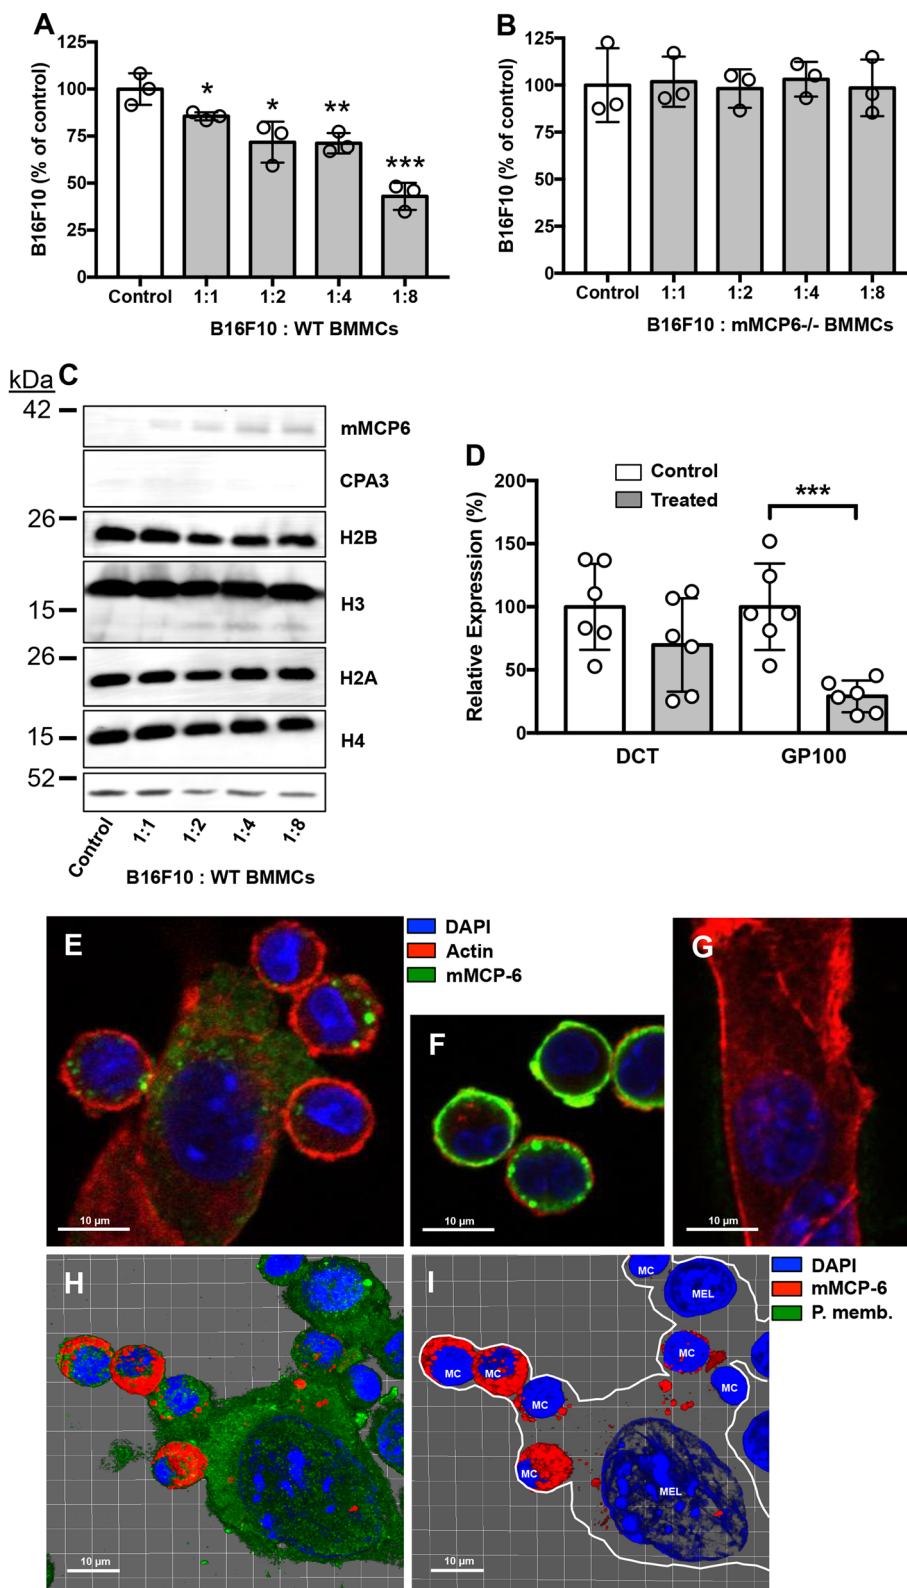 A
B16F10 (% of control)
125
100
75
50
25
0
*
*
**
***
Control
1:1
1:2
1:4
1:8
B16F10 : WT BMMCs
B
B16F10 (% of control)
125
100
75
50
25
0
Control
1:1
1:2
1:4
1:8
B16F10 : mMCP6-/- BMMCs
kDa
C
42
mMCP6
CPA3
26
H2B
H3
15
26
H2A
15
H4
52
Control
1:1
1:2
1:4
1:8
B16F10 : WT BMMCs
D
Relative Expression (%)
200
150
100
50
0
Control
Treated
***
DCT
GP100
E
10 µm
DAPI
Actin
mMCP-6
F
10 µm
G
10 µm
H
10 µm
I
MC
MEL
MC
MC
MC
MC
MC
MC
MEL
10 µm
DAPI
mMCP-6
P. memb.